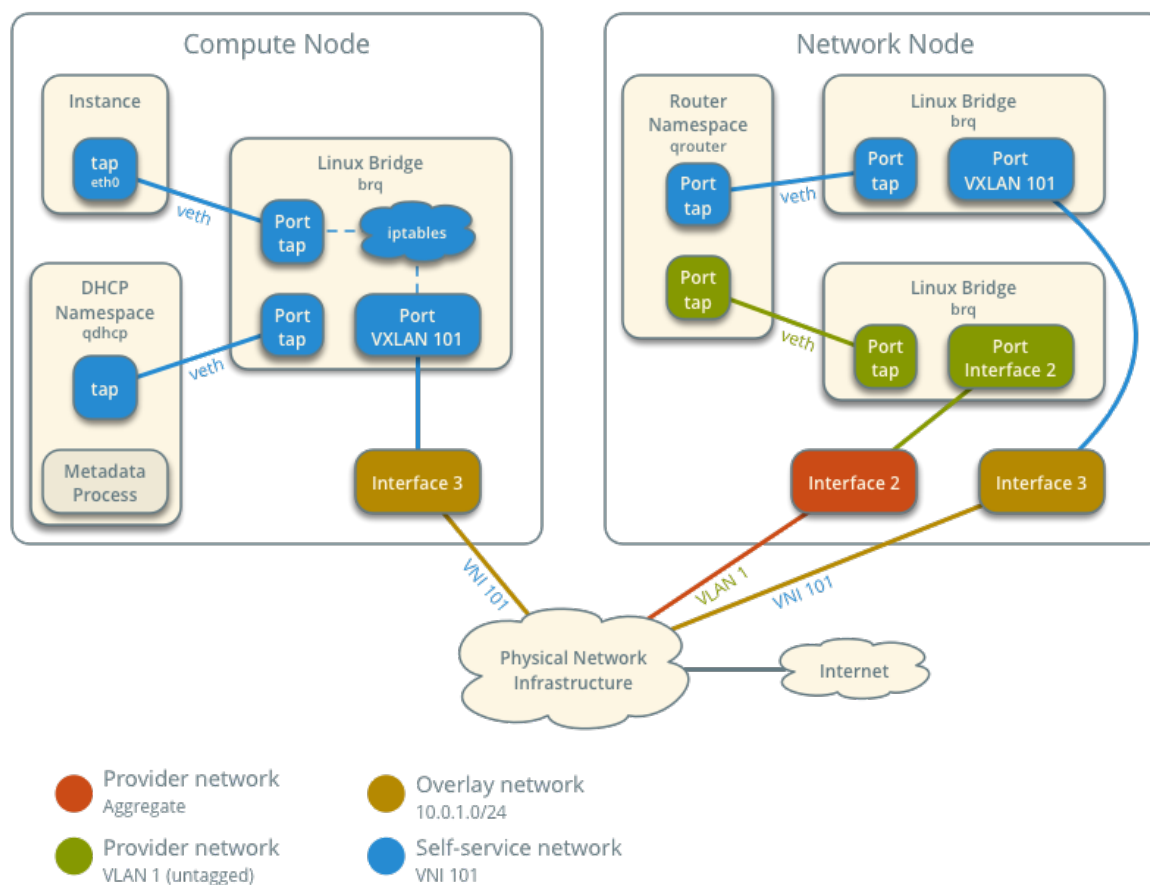 Compute Node
Instance
tap
eth0
veth
DHCP
Namespace
qdhcp
tap
veth
Metadata
Process
Linux Bridge
brq
Port
tap
iptables
Port
tap
Port
VXLAN 101
Interface 3
VNI 101
Network Node
Router
Namespace
qrouter
Port
tap
veth
Port
tap
veth
Linux Bridge
brq
Port
tap
Port
VXLAN 101
Linux Bridge
brq
Port
tap
Port
Interface 2
Interface 2
Interface 3
VLAN 1
VNI 101
Physical Network
Infrastructure
Internet
Provider network
Aggregate
Overlay network
10.0.1.0/24
Provider network
VLAN 1 (untagged)
Self-service network
VNI 101